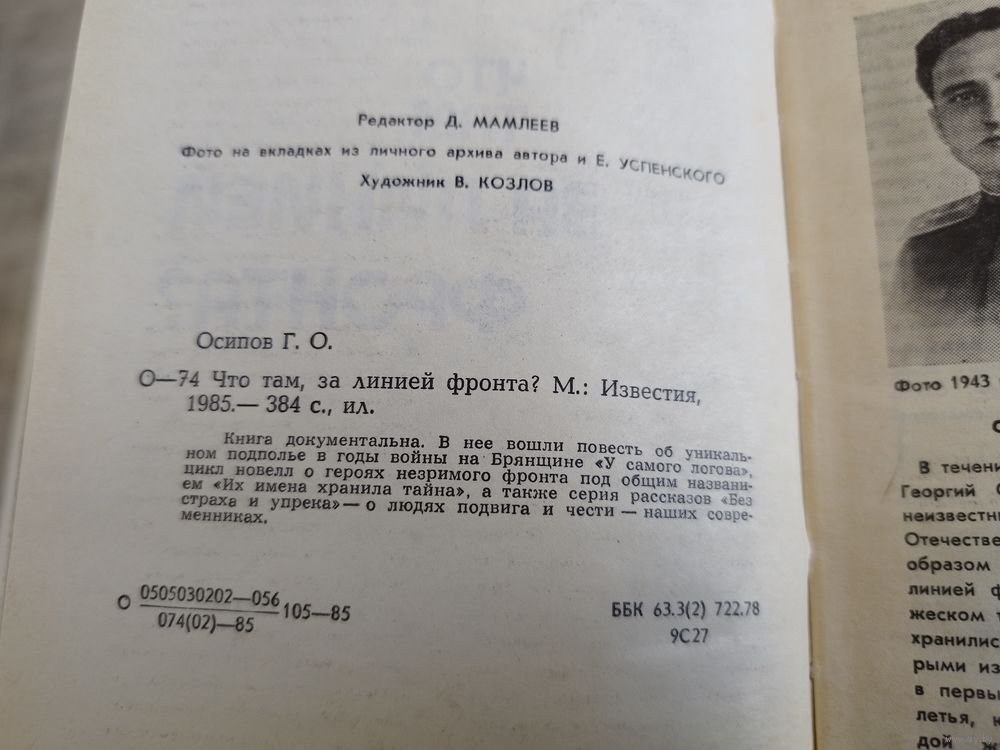 Редактор Д. МАМЛЕЕВ
Фото на вкладках из личного архива автора и Е. УСПЕНСКОГО
Художник В. КОЗЛОВ
Осипов Г. О.
О—74 Что там, за линией фронта? М.: Известия,
1985.— 384 с., ил.
Книга документальна. В нее вошли повесть об уникаль-
ном подполье в годы войны на Брянщине «У самого логова»,
цикл новелл о героях незримого фронта под общим названи-
ем «Их имена хранила тайна», а также серия рассказов «Без
страха и упрека» — о людях подвига и чести — наших совре-
менниках.
О 0505030202—056
074(02)—85 105—85
ББК 63.3(2) 722.78
9С27
Фото 1943
В течени
Георгий
неизвестн
Отечестве
образом
линией ф
жеском
хранилис
рыми из
в первы
летья,
дой